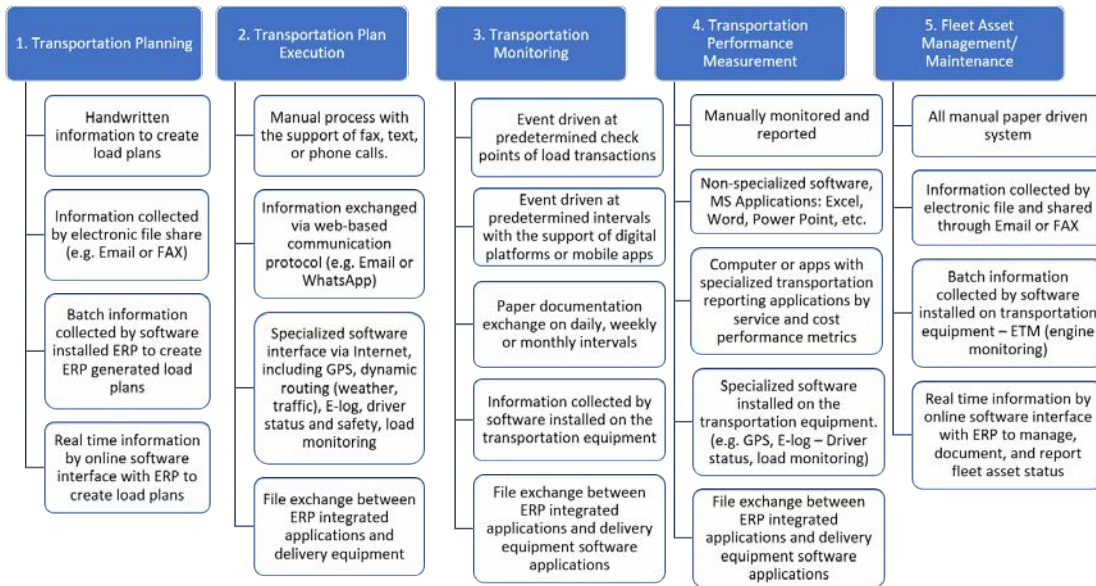 1. Transportation Planning
Handwritten
information to create
load plans
Information collected
by electronic file share
(e.g. Email or FAX)
Batch information
collected by software
installed ERP to create
ERP generated load
plans
Real time information
by online software
interface with ERP to
create load plans
2. Transportation Plan
Execution
Manual process with
the support of fax, text,
or phone calls.
Information exchanged
via web-based
communication
protocol (e.g. Email or
WhatsApp)
Specialized software
interface via Internet,
including GPS, dynamic
routing (weather,
traffic), E-log, driver
status and safety, load
monitoring
File exchange between
ERP integrated
applications and
delivery equipment
3. Transportation
Monitoring
Event driven at
predetermined check
points of load transactions
Event driven at
predetermined intervals
with the support of digital
platforms or mobile apps
Paper documentation
exchange on daily, weekly
or monthly intervals
Information collected by
software installed on the
transportation equipment
File exchange between
ERP integrated
applications and delivery
equipment software
applications
4. Transportation
Performance
Measurement
Manually monitored and
reported
Non-specialized software,
MS Applications: Excel,
Word, Power Point, etc.
Computer or apps with
specialized transportation
reporting applications by
service and cost
performance metrics
Specialized software
installed on the
transportation equipment.
(e.g. GPS, E-log – Driver
status, load monitoring)
File exchange between
ERP integrated
applications and delivery
equipment software
applications
5. Fleet Asset
Management/
Maintenance
All manual paper driven
system
Information collected by
electronic file and shared
through Email or FAX
Batch information
collected by software
installed on transportation
equipment – ETM (engine
monitoring)
Real time information by
online software interface
with ERP to manage,
document, and report
fleet asset status